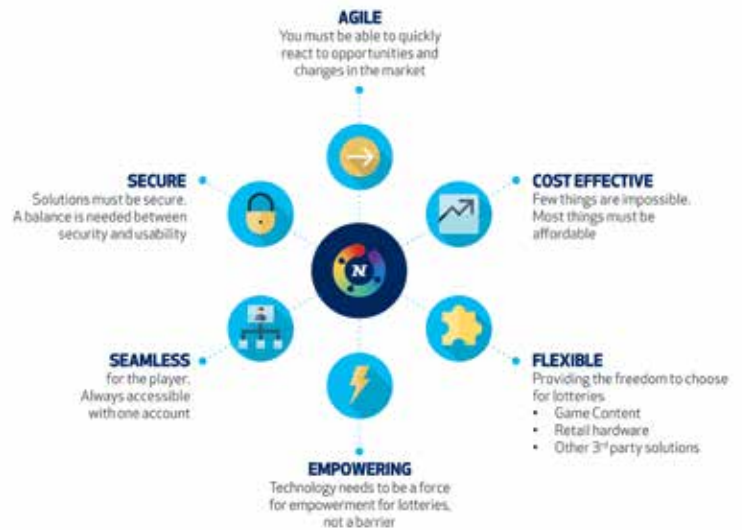 AGILE
You must be able to quickly
react to opportunities and
changes in the market
SECURE
Solutions must be secure.
A balance is needed between
security and usability
COST EFFECTIVE
Few things are impossible.
Most things must be
affordable
N
SEAMLESS
for the player.
Always accessible
with one account
FLEXIBLE
Providing the freedom to choose
for lotteries
• Game Content
• Retail hardware
• Other 3rd party solutions
EMPOWERING
Technology needs to be a force
for empowerment for lotteries,
not a barrier